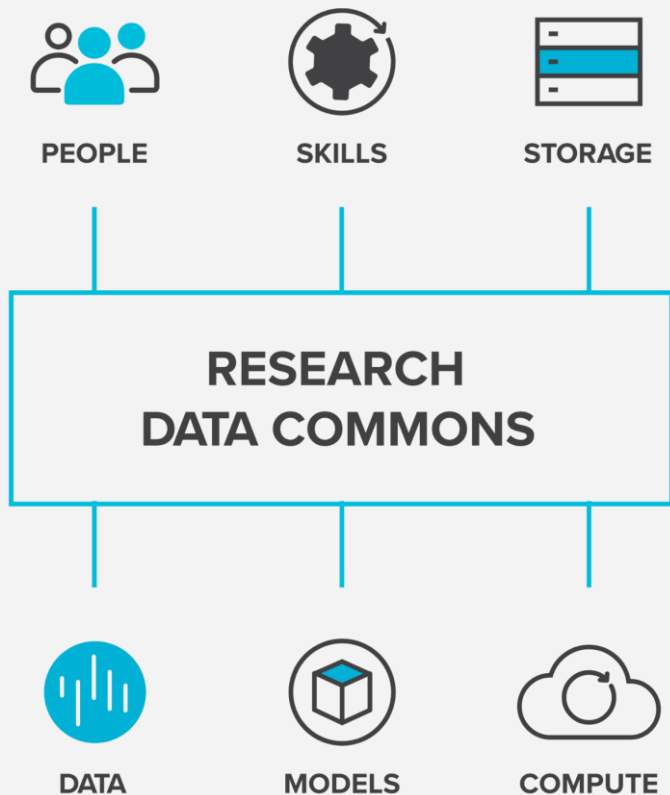 PEOPLE SKILLS STORAGE
RESEARCH
DATA COMMONS
DATA MODELS COMPUTE